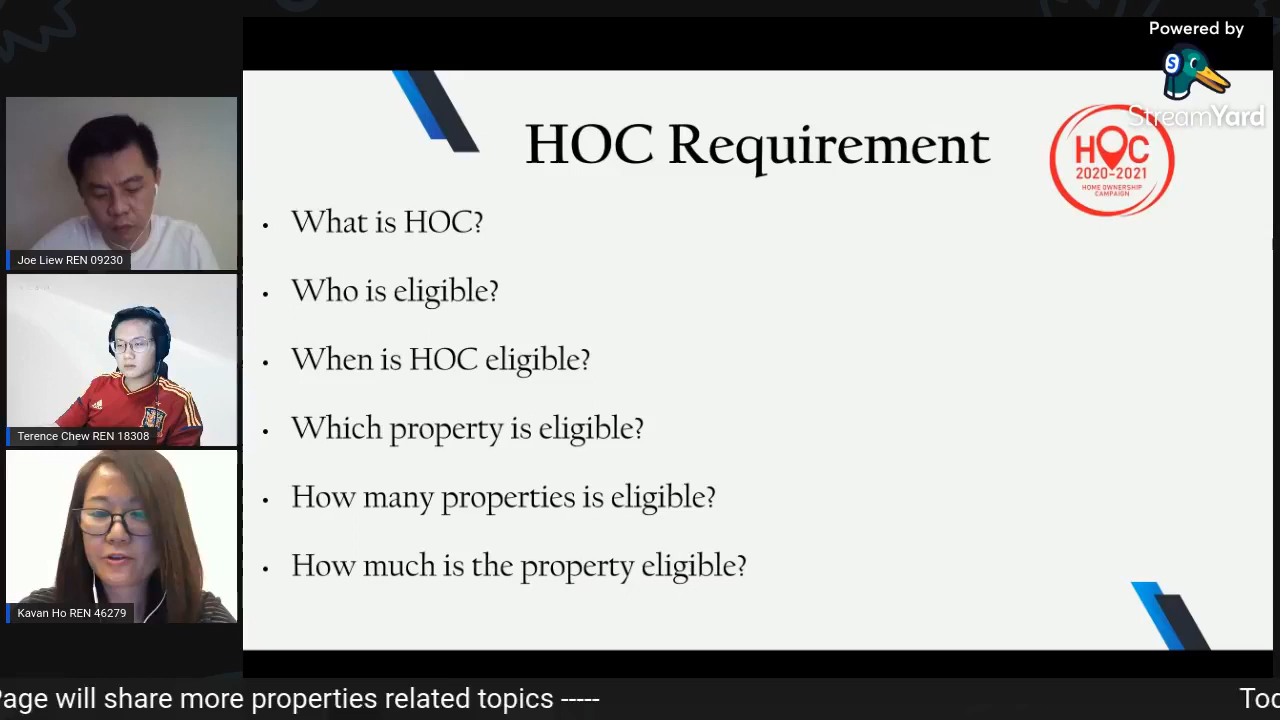 Powered by
S
StreamYard
HOC Requirement
HOC
2020-2021
HOME OWNERSHIP
CAMPAIGN
• What is HOC?
• Who is eligible?
• When is HOC eligible?
• Which property is eligible?
• How many properties is eligible?
• How much is the property eligible?
Joe Liew REN 09230
Terence Chew REN 18308
Kavan Ho REN 46279
Page will share more properties related topics -----